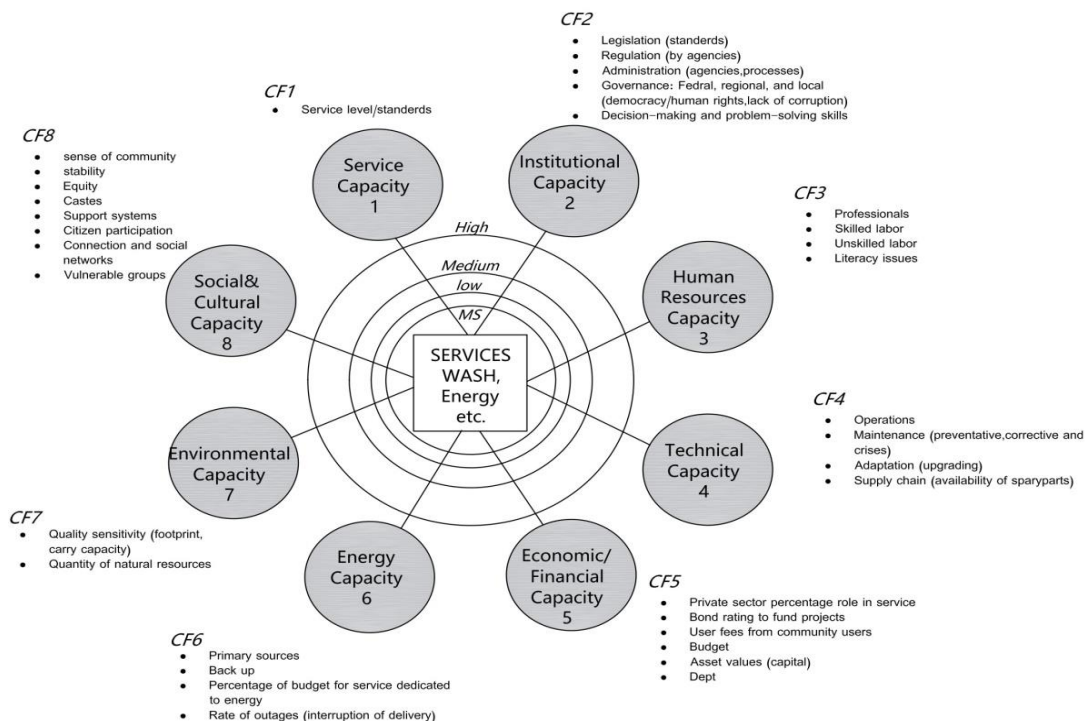 CF2
• Legislation (standards)
• Regulation (by agencies)
• Administration (agencies,processes)
• Governance: Fedral, regional, and local
(democracy/human rights,lack of corruption)
• Decision-making and problem-solving skills
CF1
• Service level/standerds
CF8
• sense of community
• stability
• Equity
• Castes
• Support systems
• Citizen participation
• Connection and social
networks
• Vulnerable groups
Service
Capacity
1
Institutional
Capacity
2
CF3
• Professionals
• Skilled labor
• Unskilled labor
• Literacy issues
High
Medium
low
MS
Social&
Cultural
Capacity
8
Human
Resources
Capacity
3
SERVICES
WASH,
Energy
etc.
CF4
• Operations
• Maintenance (preventative,corrective and
crises)
• Adaptation (upgrading)
• Supply chain (availability of sparyparts)
Environmental
Capacity
7
Technical
Capacity
4
CF7
• Quality sensitivity (footprint,
carry capacity)
• Quantity of natural resources
Energy
Capacity
6
Economic/
Financial Capacity
5
CF5
• Private sector percentage role in service
• Bond rating to fund projects
• User fees from community users
• Budget
• Asset values (capital)
• Dept
CF6
• Primary sources
• Back up
• Percentage of budget for service dedicated
to energy
• Rate of outages (interruption of delivery)